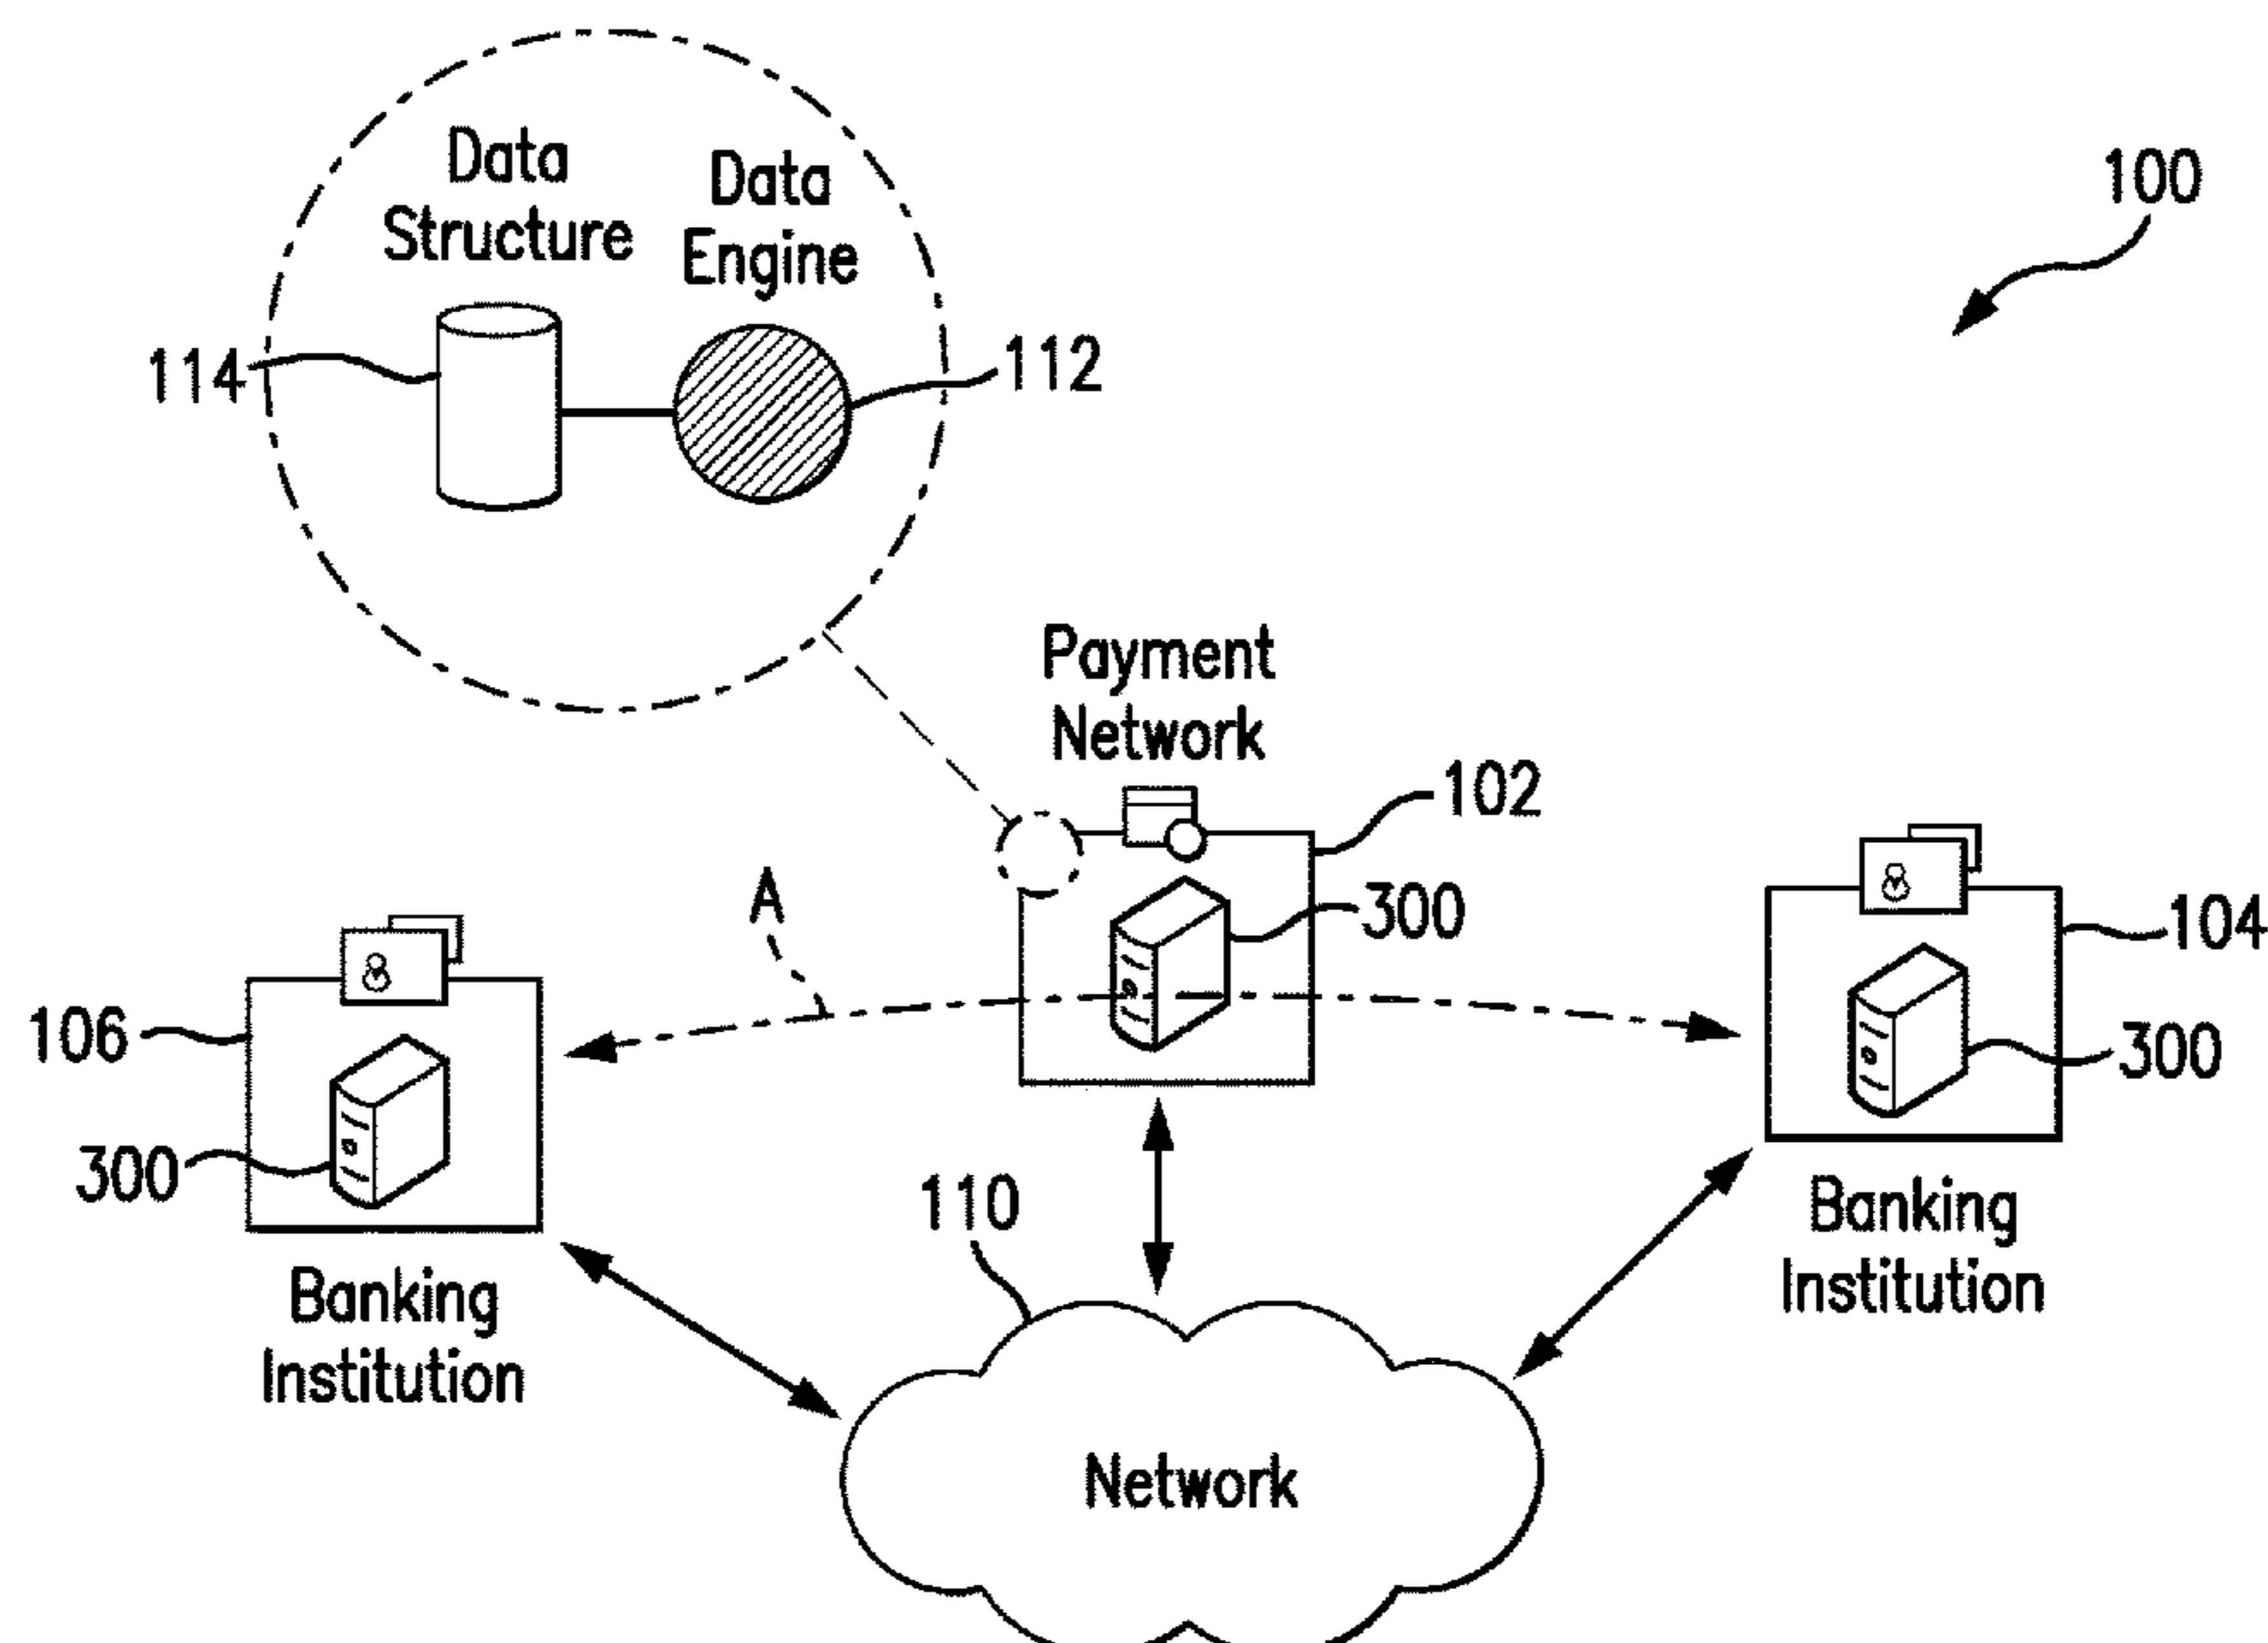 Data
Structure
Data
Engine
100
114
112
Payment
Network
102
A
300
104
106
300
300
110
Banking
Institution
Banking
Institution
Network